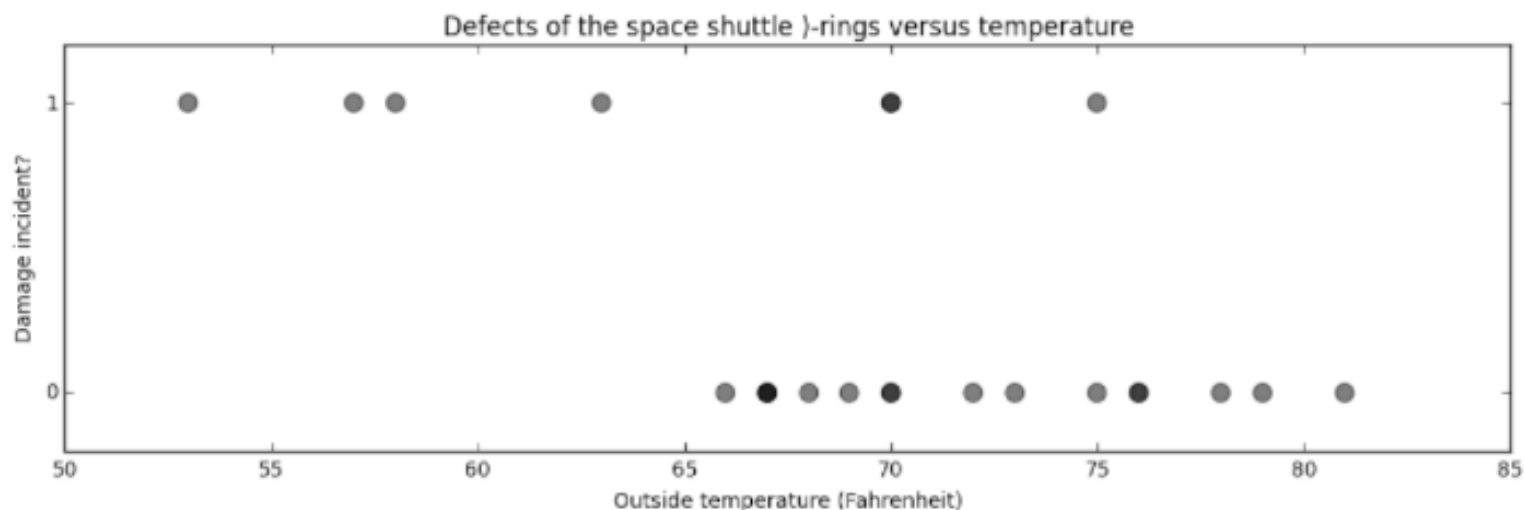 Defects of the space shuttle )-rings versus temperature
1
Damage incident?
0
50 55 60 65 70 75 80 85
Outside temperature (Fahrenheit)